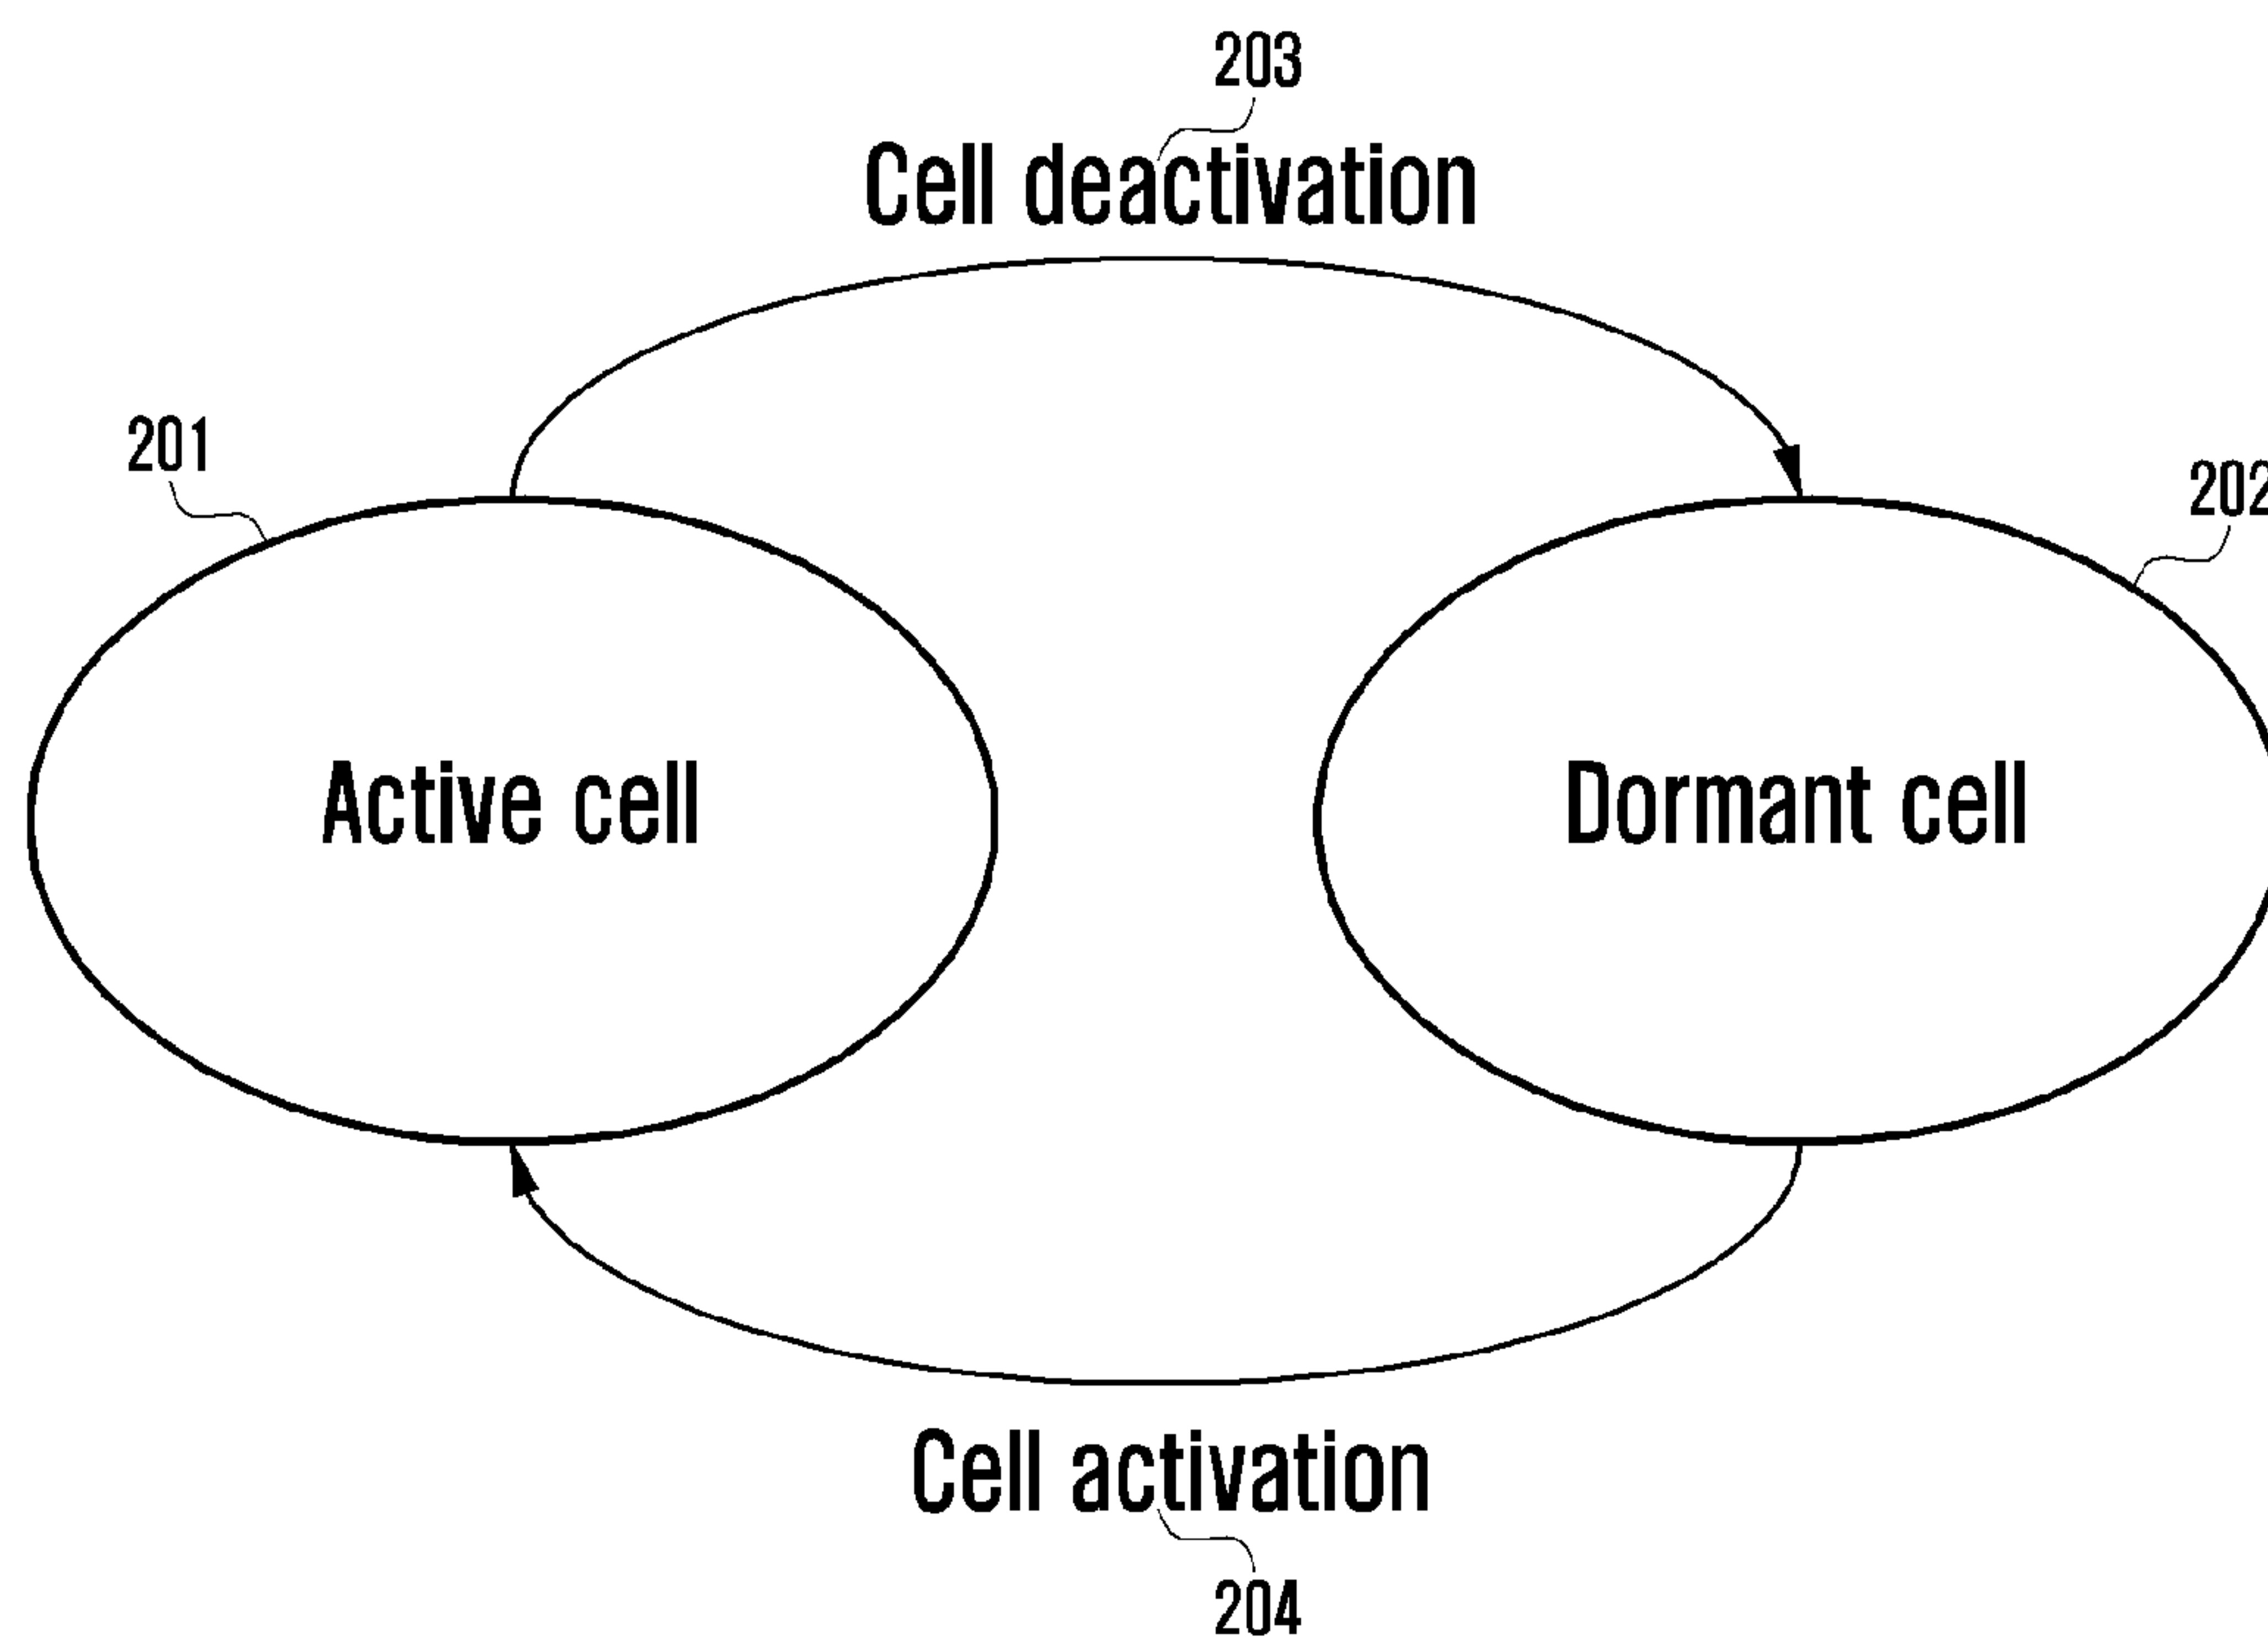 203
Cell deactivation
201
202
Active cell
Dormant cell
Cell activation
204